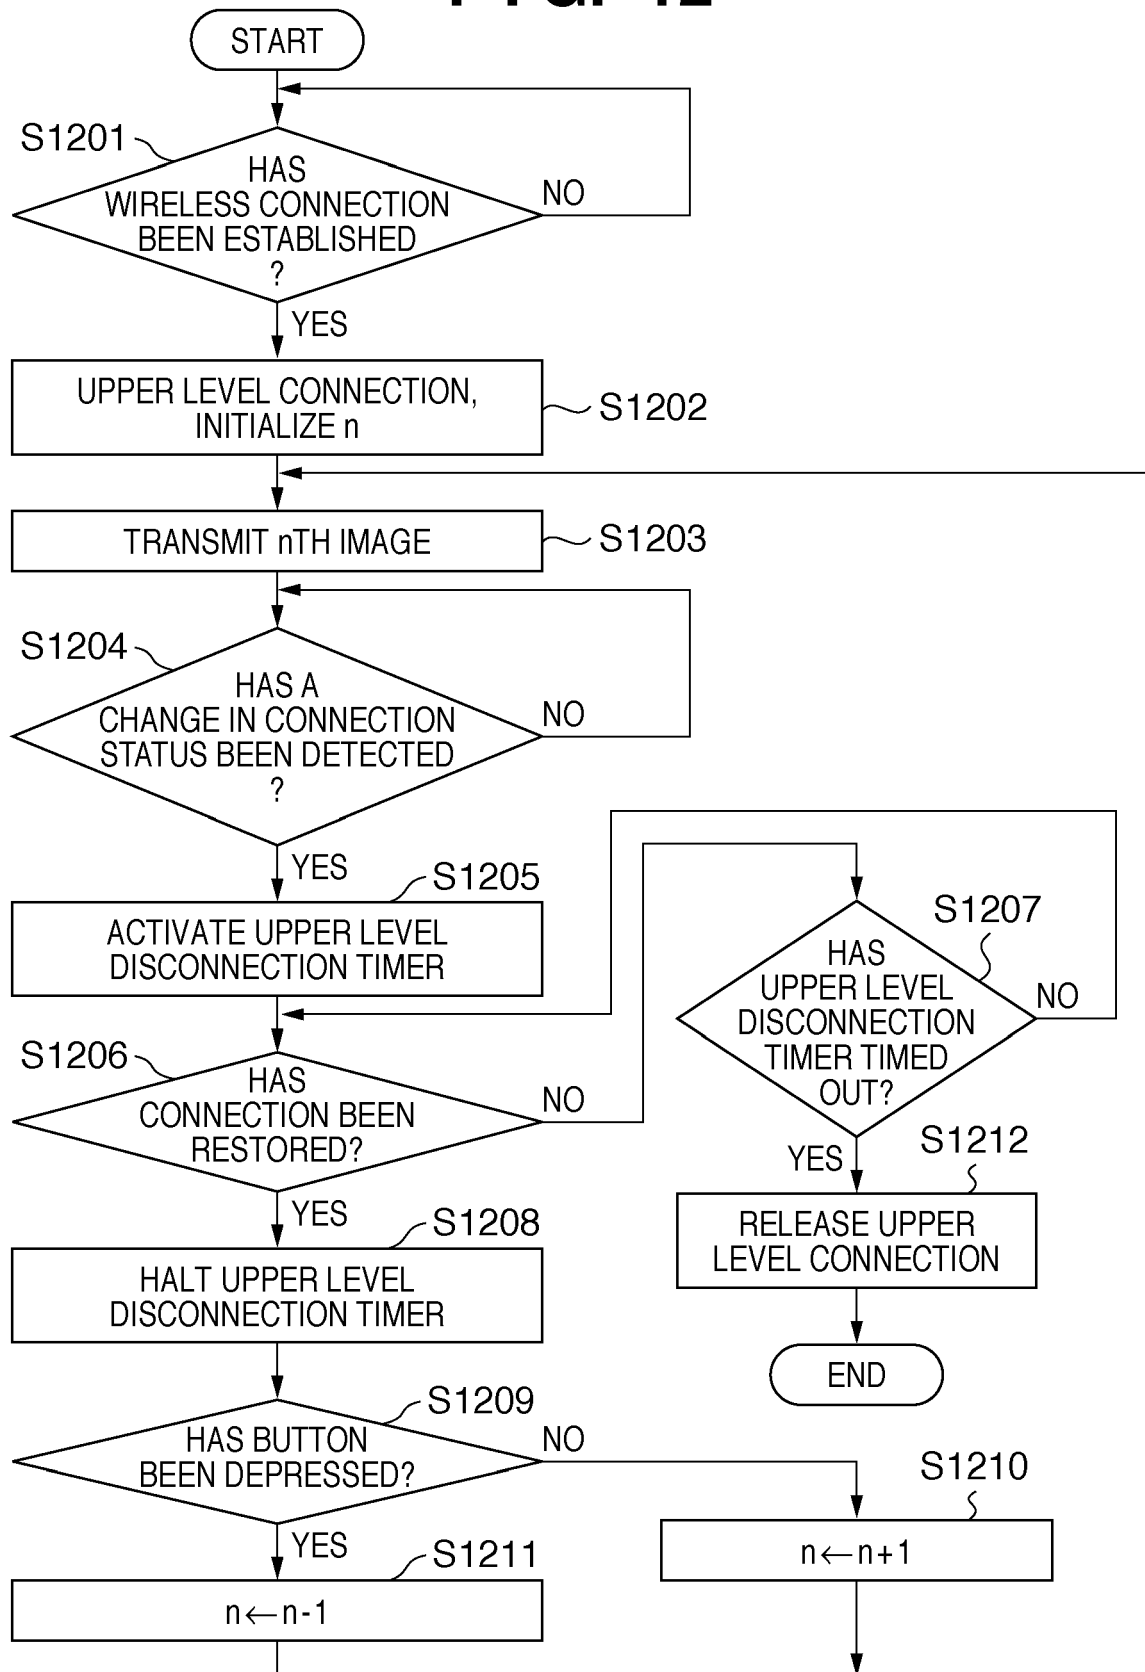 START
S1201
HAS
WIRELESS CONNECTION
BEEN ESTABLISHED
?
NO
YES
UPPER LEVEL CONNECTION,
INITIALIZE n
S1202
TRANSMIT nTH IMAGE
S1203
S1204
HAS A
CHANGE IN CONNECTION
STATUS BEEN DETECTED
?
NO
YES
S1205
ACTIVATE UPPER LEVEL
DISCONNECTION TIMER
S1206
HAS
CONNECTION BEEN
RESTORED?
NO
S1207
HAS
UPPER LEVEL
DISCONNECTION
TIMER TIMED
OUT?
NO
YES
S1212
RELEASE UPPER
LEVEL CONNECTION
END
YES
S1208
HALT UPPER LEVEL
DISCONNECTION TIMER
S1209
HAS BUTTON
BEEN DEPRESSED?
NO
S1210
n←n+1
YES
S1211
n←n-1